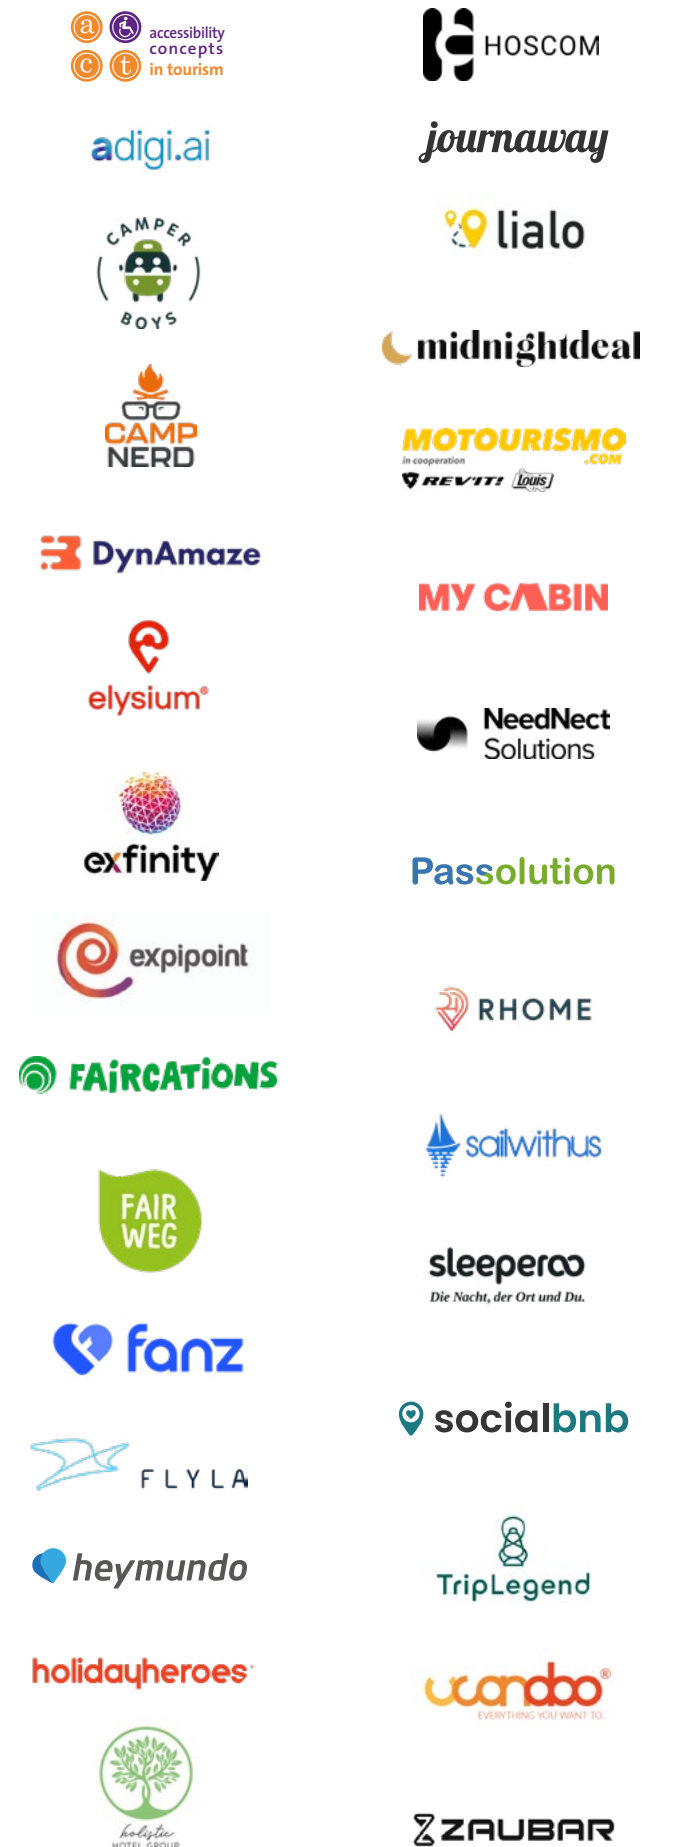 a
accessibility
concepts
c t in tourism
adigi.ai
CAMPER
BOYS
CAMP
NERD
DynAmaze
elysium®
exfinity
expipoint
FAiRCATiONS
FAIR
WEG
fanz
FLYLA
heymundo
holidayheroes
holistic
HOTEL GROUP
HOSCOM
journaway
lialo
midnightdeal
MOTOURISMO
in cooperation .COM
REV'IT! Louis
MY CABIN
NeedNect
Solutions
Passolution
RHOME
sailwithus
sleeperoo
Die Nacht, der Ort und Du.
socialbnb
TripLegend
ucandoo®
EVERYTHING YOU WANT TO.
ZAUBAR